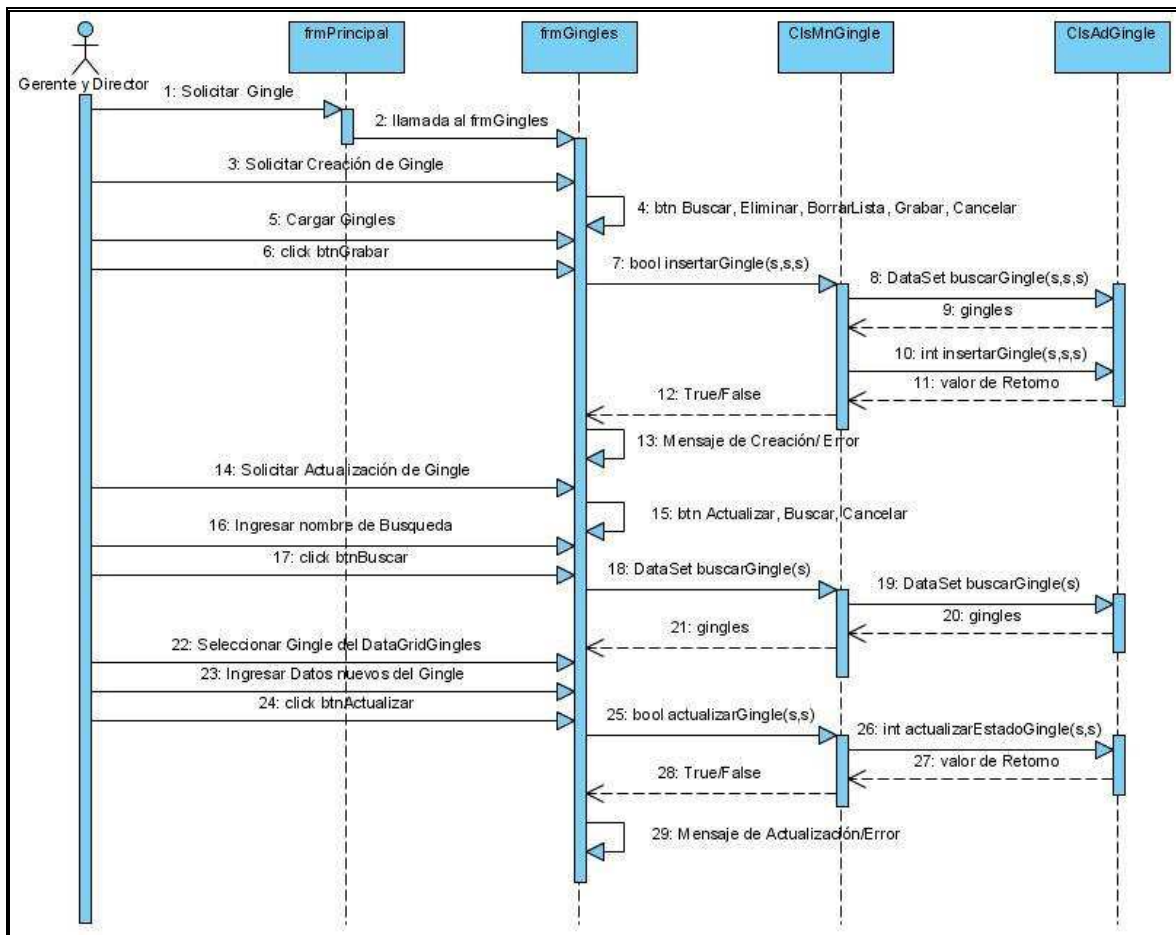 frmPrincipal
frmGingles
ClsMnGingle
ClsAdGingle
Gerente y Director
1: Solicitar Gingle
2: llamada al frmGingles
3: Solicitar Creación de Gingle
4: btn Buscar, Eliminar, BorrarLista, Grabar, Cancelar
5: Cargar Gingles
6: click btnGrabar
7: bool insertarGingle(s,s,s)
8: DataSet buscarGingle(s,s,s)
9: gingles
10: int insertarGingle(s,s,s)
11: valor de Retorno
12: True/False
13: Mensaje de Creación/ Error
14: Solicitar Actualización de Gingle
15: btn Actualizar, Buscar, Cancelar
16: Ingresar nombre de Busqueda
17: click btnBuscar
18: DataSet buscarGingle(s)
19: DataSet buscarGingle(s)
20: gingles
21: gingles
22: Seleccionar Gingle del DataGridGingles
23: Ingresar Datos nuevos del Gingle
24: click btnActualizar
25: bool actualizarGingle(s,s)
26: int actualizarEstadoGingle(s,s)
27: valor de Retorno
28: True/False
29: Mensaje de Actualización/Error